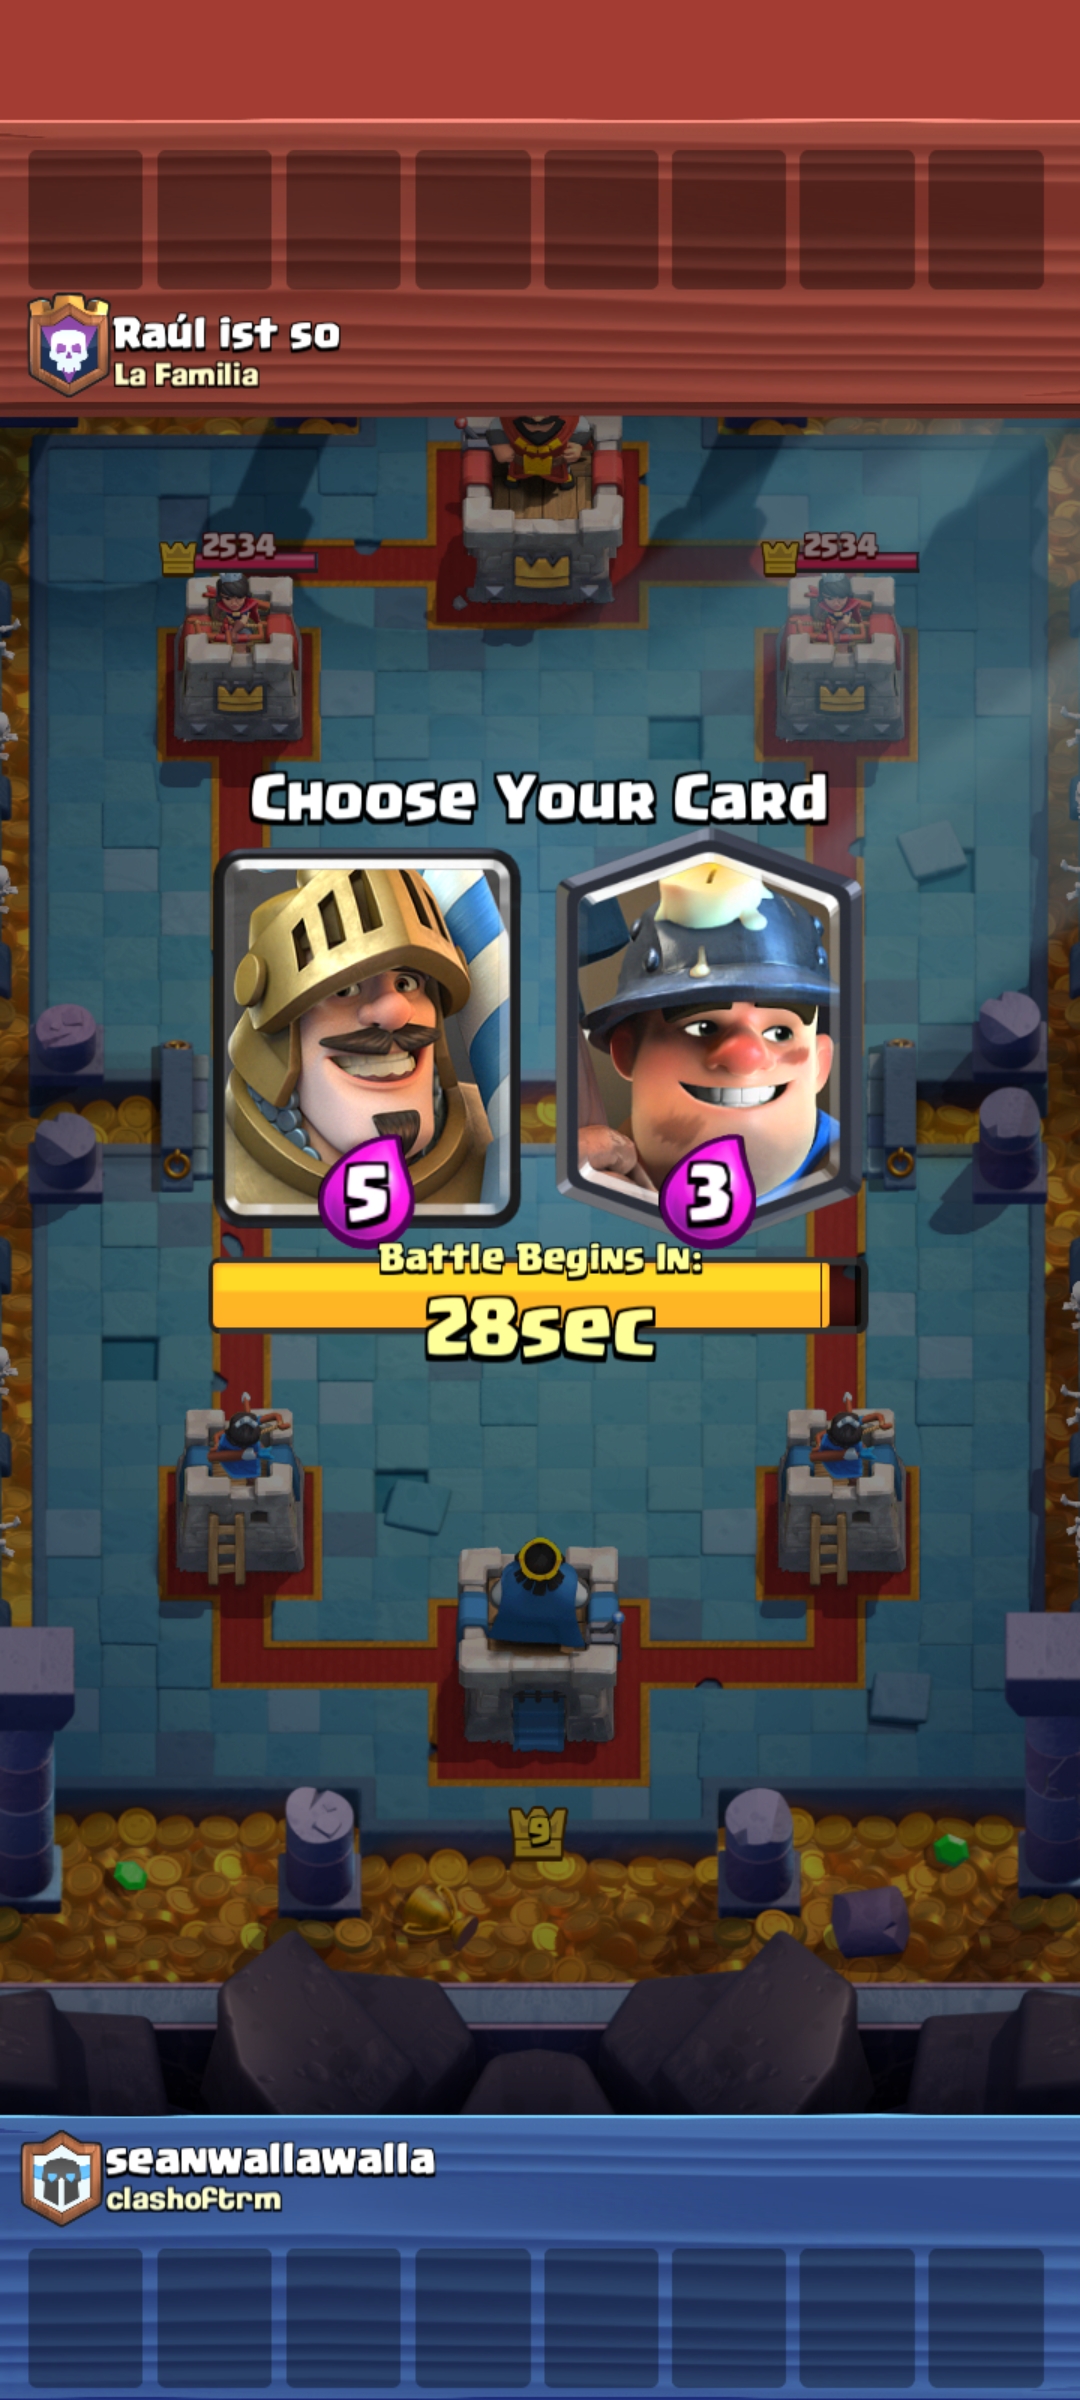 Raúl ist so
La Familia
2534
2534
Choose Your Card
5
3
Battle Begins In:
28sec
9
seanwallawalla
clashoftrm